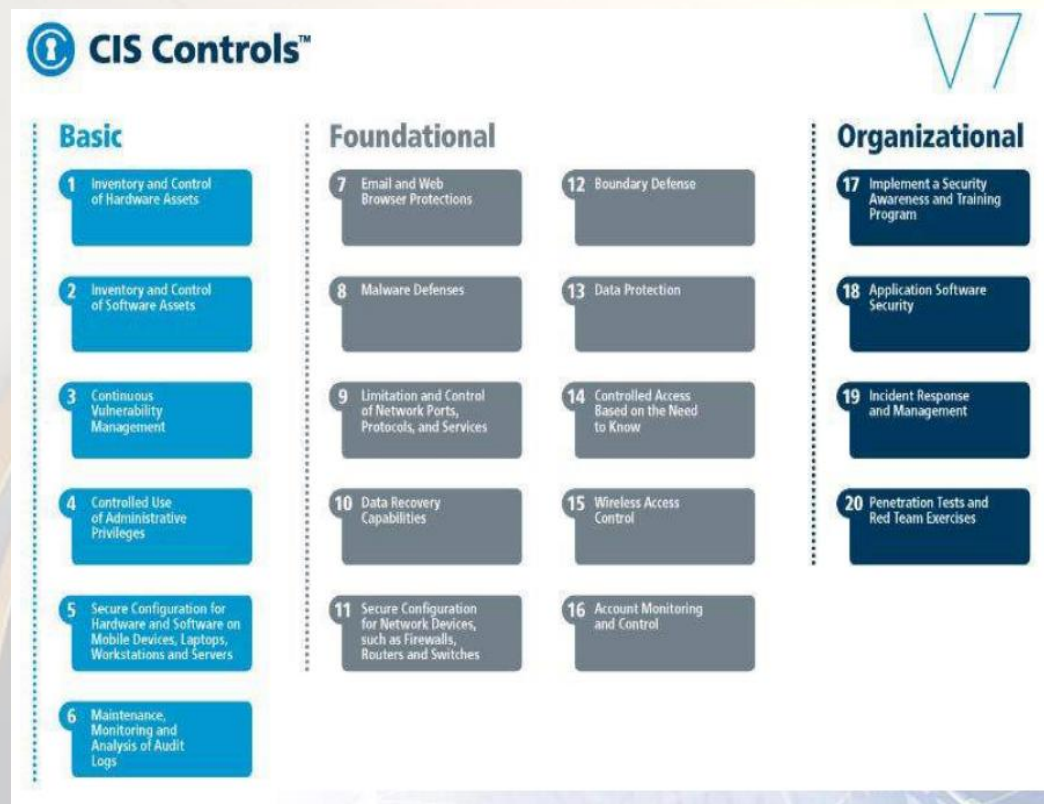 CIS Controls™
V7
Basic
1 Inventory and Control
of Hardware Assets
2 Inventory and Control
of Software Assets
3 Continuous
Vulnerability
Management
4 Controlled Use
of Administrative
Privileges
5 Secure Configuration for
Hardware and Software on
Mobile Devices, Laptops,
Workstations and Servers
6 Maintenance,
Monitoring and
Analysis of Audit
Logs
Foundational
7 Email and Web
Browser Protections
8 Malware Defenses
9 Limitation and Control
of Network Ports,
Protocols, and Services
10 Data Recovery
Capabilities
11 Secure Configuration
for Network Devices,
such as Firewalls,
Routers and Switches
12 Boundary Defense
13 Data Protection
14 Controlled Access
Based on the Need
to Know
15 Wireless Access
Control
16 Account Monitoring
and Control
Organizational
17 Implement a Security
Awareness and Training
Program
18 Application Software
Security
19 Incident Response
and Management
20 Penetration Tests and
Red Team Exercises